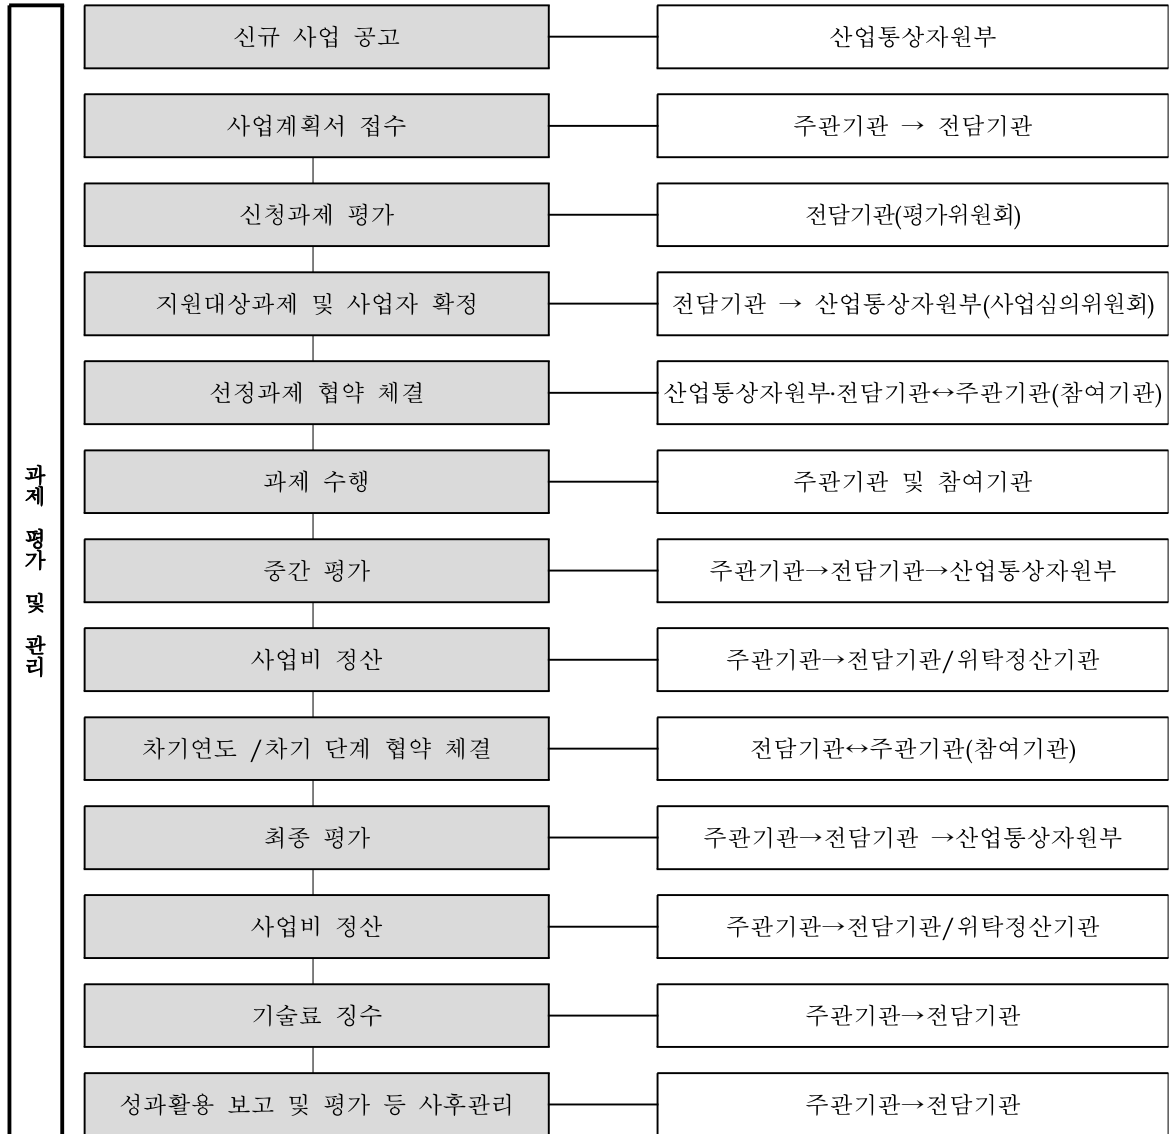 과제 평가 및 관리
신규 사업 공고
산업통상자원부
사업계획서 접수
주관기관 → 전담기관
신청과제 평가
전담기관(평가위원회)
지원대상과제 및 사업자 확정
전담기관 → 산업통상자원부(사업심의위원회)
선정과제 협약 체결
산업통상자원부·전담기관↔주관기관(참여기관)
과제 수행
주관기관 및 참여기관
중간 평가
주관기관→전담기관→산업통상자원부
사업비 정산
주관기관→전담기관/위탁정산기관
차기연도 /차기 단계 협약 체결
전담기관↔주관기관(참여기관)
최종 평가
주관기관→전담기관 →산업통상자원부
사업비 정산
주관기관→전담기관/위탁정산기관
기술료 징수
주관기관→전담기관
성과활용 보고 및 평가 등 사후관리
주관기관→전담기관